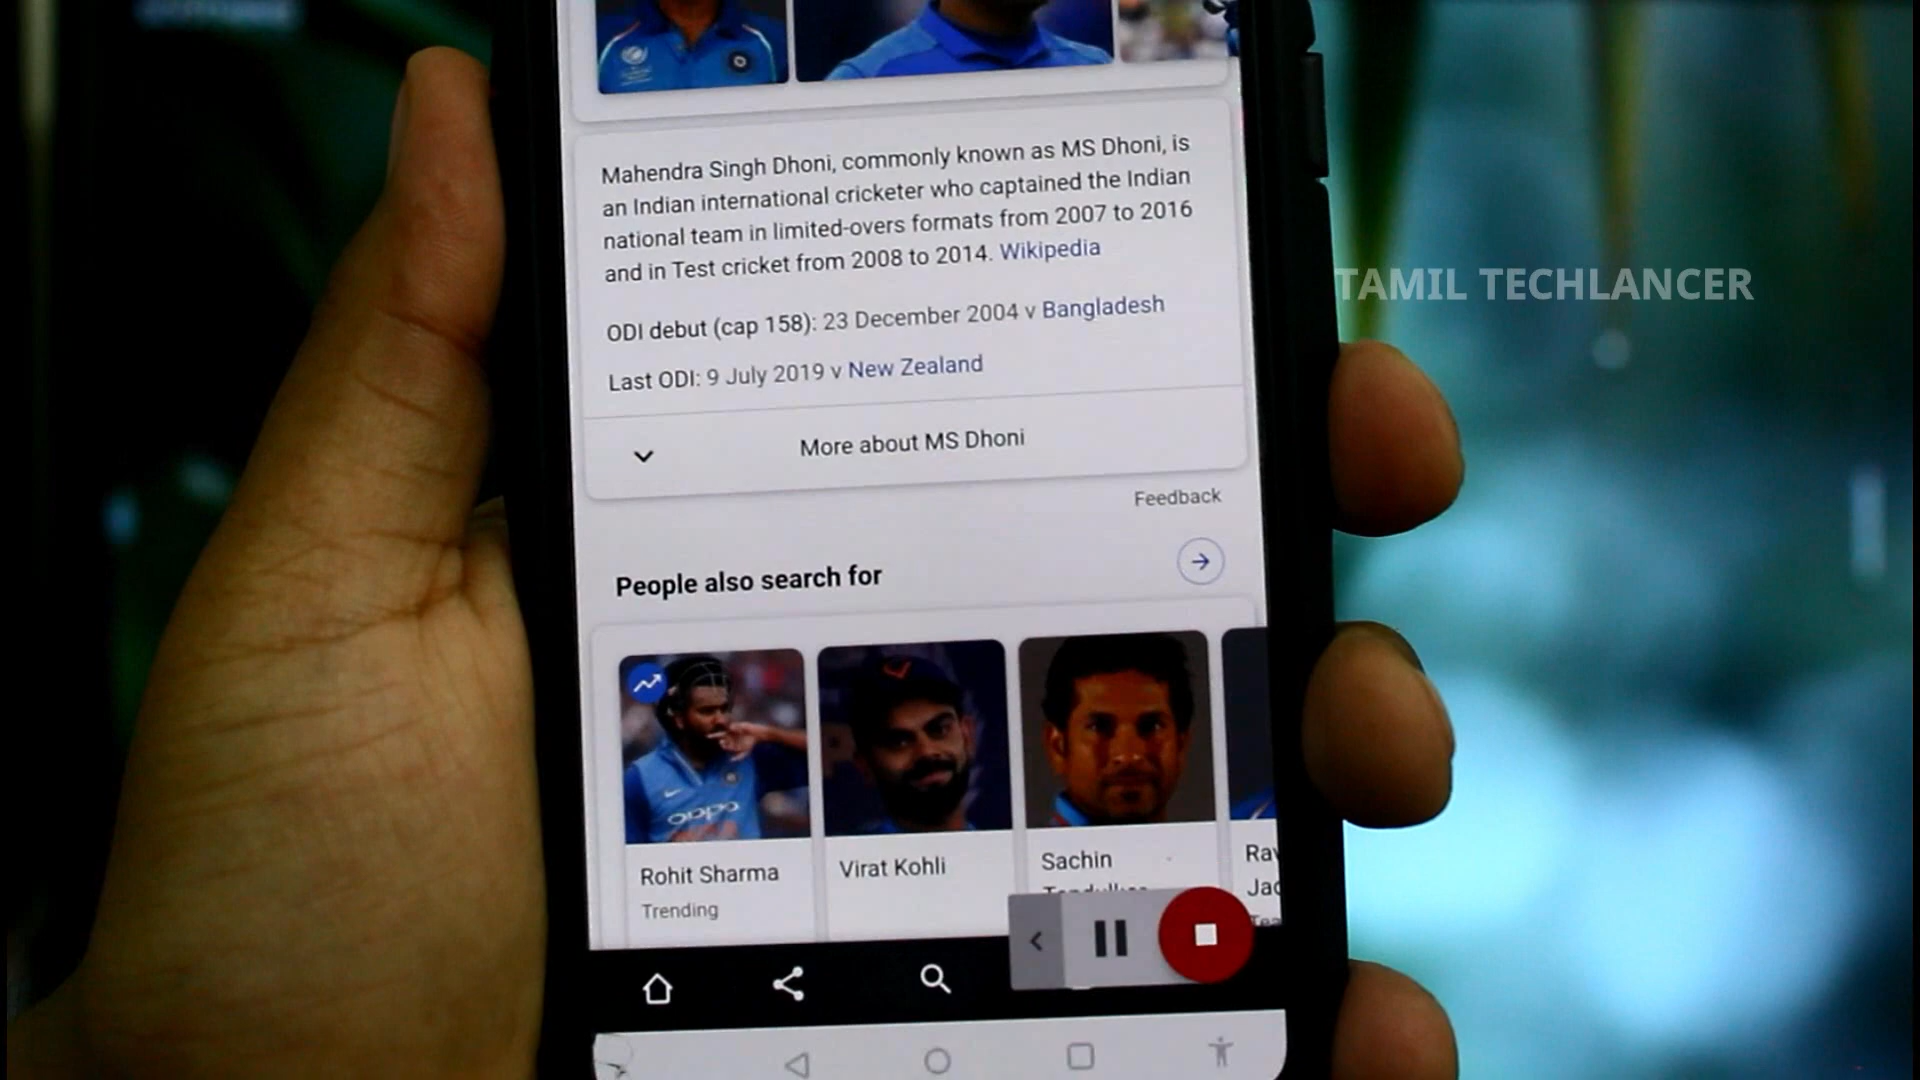 Mahendra Singh Dhoni, commonly known as MS Dhoni, is
an Indian international cricketer who captained the Indian
national team in limited-overs formats from 2007 to 2016
and in Test cricket from 2008 to 2014. Wikipedia
TAMIL TECHLANCER
ODI debut (cap 158): 23 December 2004 v Bangladesh
Last ODI: 9 July 2019 v New Zealand
More about MS Dhoni
Feedback
People also search for
oppo
Rohit Sharma
Trending
Virat Kohli
Sachin
Rav
Jad